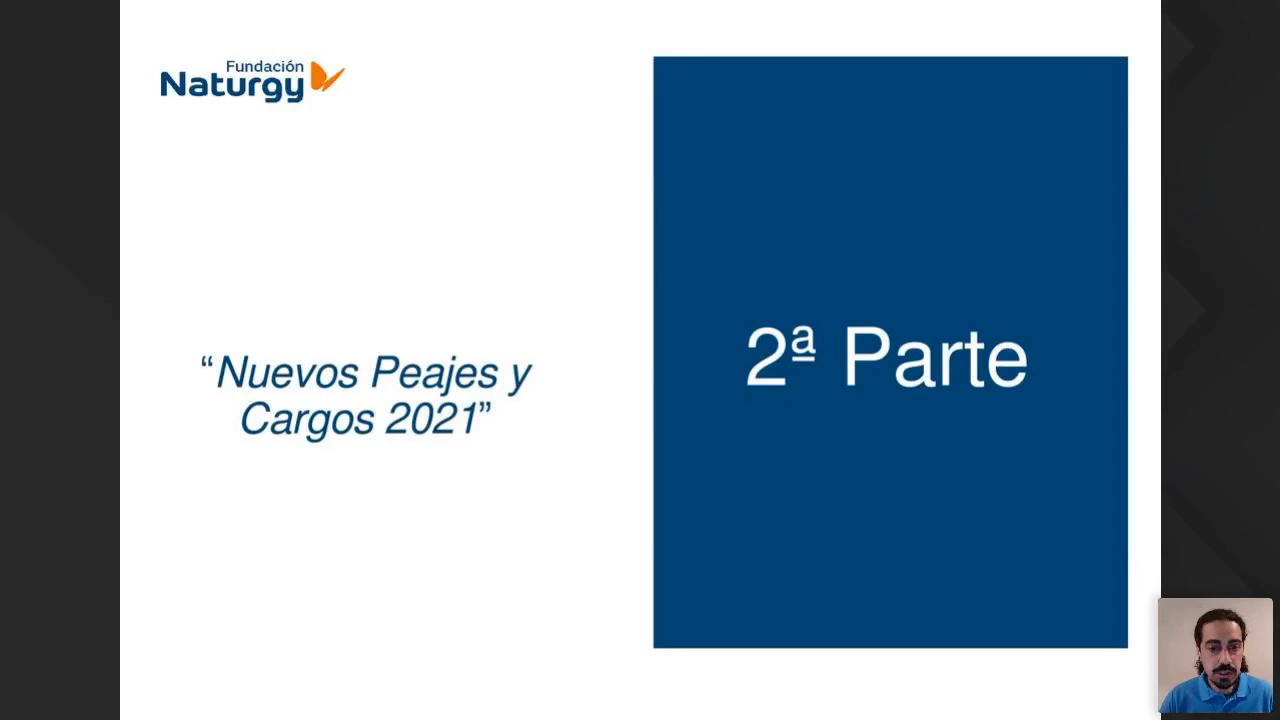 Fundación
Naturgy
“Nuevos Peajes y
Cargos 2021”
2ª Parte